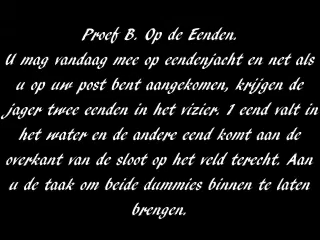 Proef B. Op de Eenden.
U mag vandaag mee op eendenjacht en net als
u op uw post bent aangekomen, krijgen de
jager twee eenden in het vizier. 1 eend valt in
het water en de andere eend komt aan de
overkant van de sloot op het veld terecht. Aan
u de taak om beide dummies binnen te laten
brengen.